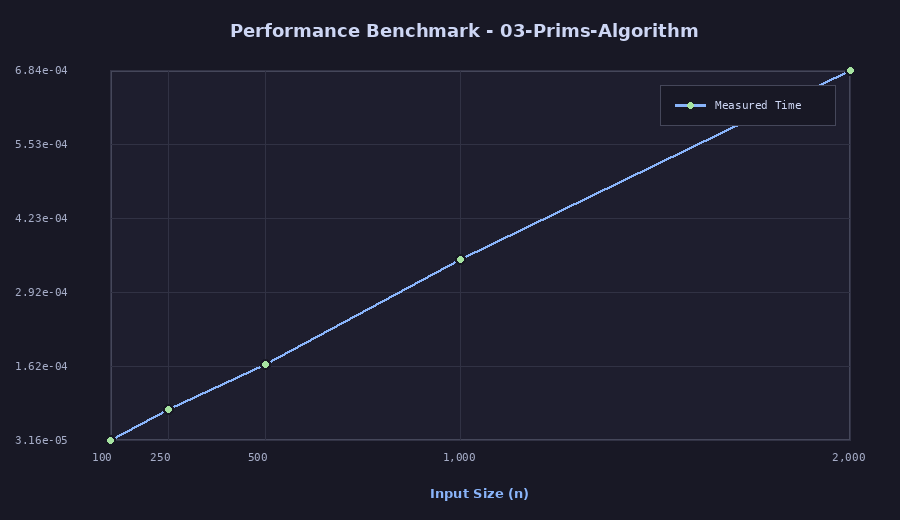 Performance Benchmark - 03-Prims-Algorithm
6.84e-04
Measured Time
5.53e-04
4.23e-04
2.92e-04
1.62e-04
3.16e-05
100 250 500 1,000 2,000
Input Size (n)